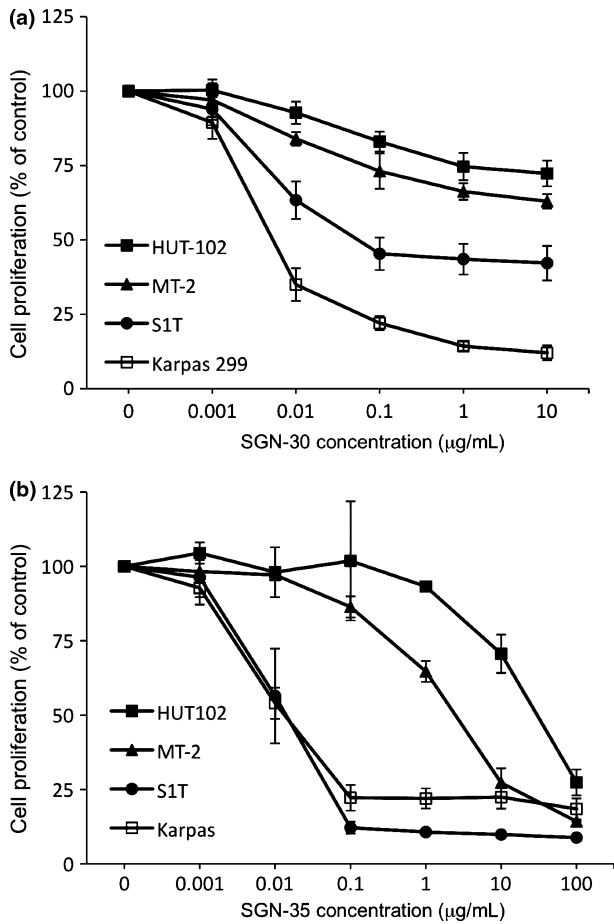 (a)
125
100
75
50
25
0
Cell proliferation (% of control)
HUT-102
MT-2
S1T
Karpas 299
0 0.001 0.01 0.1 1 10
SGN-30 concentration (μg/mL)
(b)
125
100
75
50
25
0
Cell proliferation (% of control)
HUT102
MT-2
S1T
Karpas
0 0.001 0.01 0.1 1 10 100
SGN-35 concentration (μg/mL)